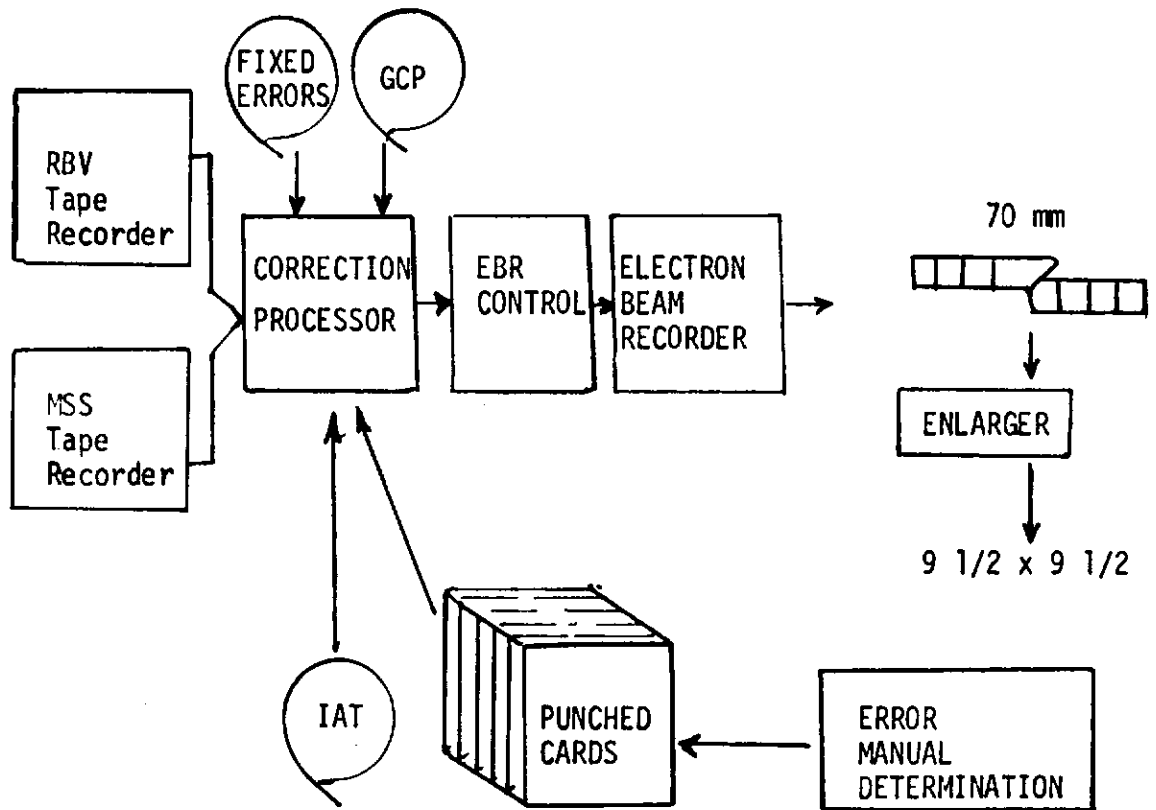 FIXED
ERRORS
GCP
RBV
Tape
Recorder
CORRECTION
PROCESSOR
EBR
CONTROL
ELECTRON
BEAM
RECORDER
70 mm
MSS
Tape
Recorder
ENLARGER
9 1/2 x 9 1/2
IAT
PUNCHED
CARDS
ERROR
MANUAL
DETERMINATION